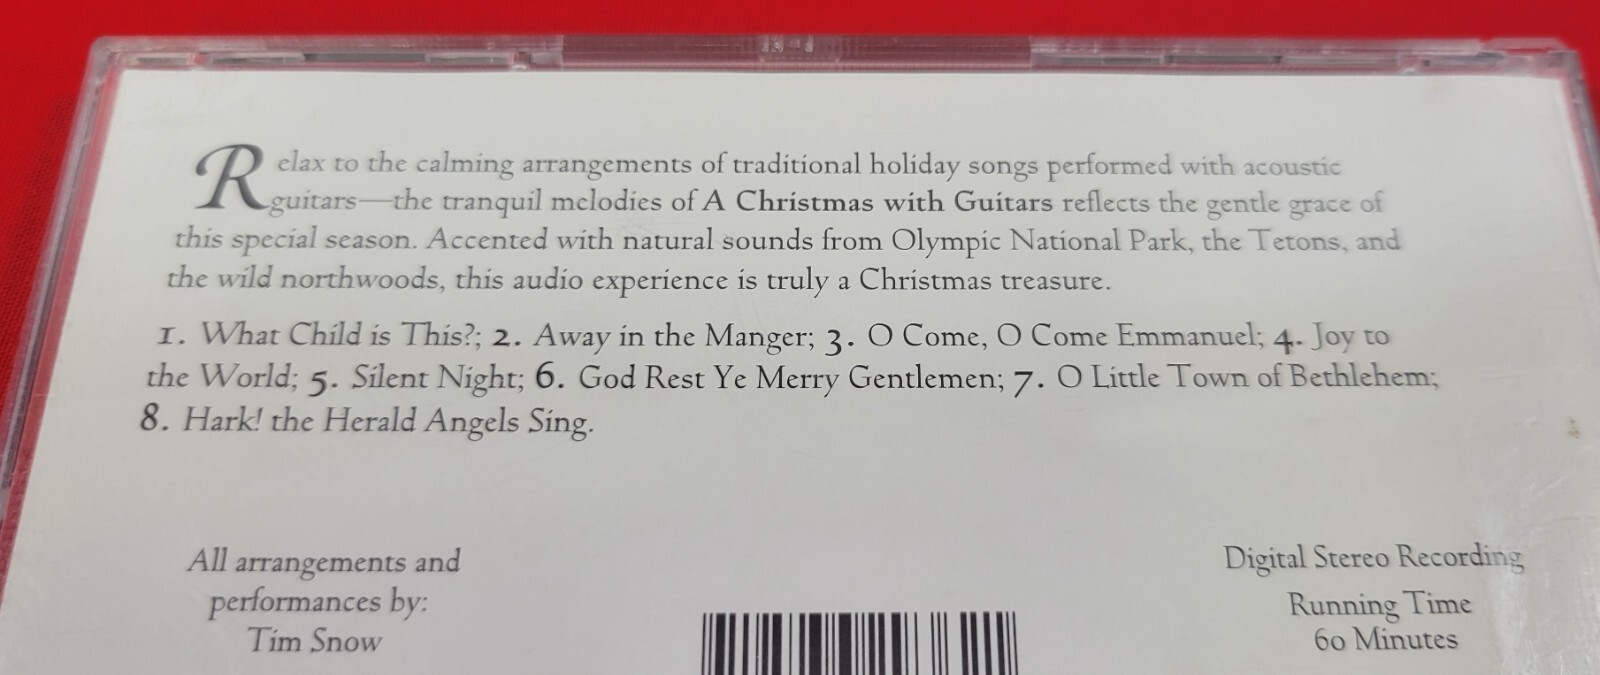 Relax to the calming arrangements of traditional holiday songs performed with acoustic
guitars—the tranquil melodies of A Christmas with Guitars reflects the gentle grace of
this special season. Accented with natural sounds from Olympic National Park, the Tetons, and
the wild northwoods, this audio experience is truly a Christmas treasure.
1. What Child is This?; 2. Away in the Manger; 3. O Come, O Come Emmanuel; 4. Joy to
the World; 5. Silent Night; 6. God Rest Ye Merry Gentlemen; 7. O Little Town of Bethlehem;
8. Hark! the Herald Angels Sing.
All arrangements and
performances by:
Tim Snow
Digital Stereo Recording
Running Time
60 Minutes